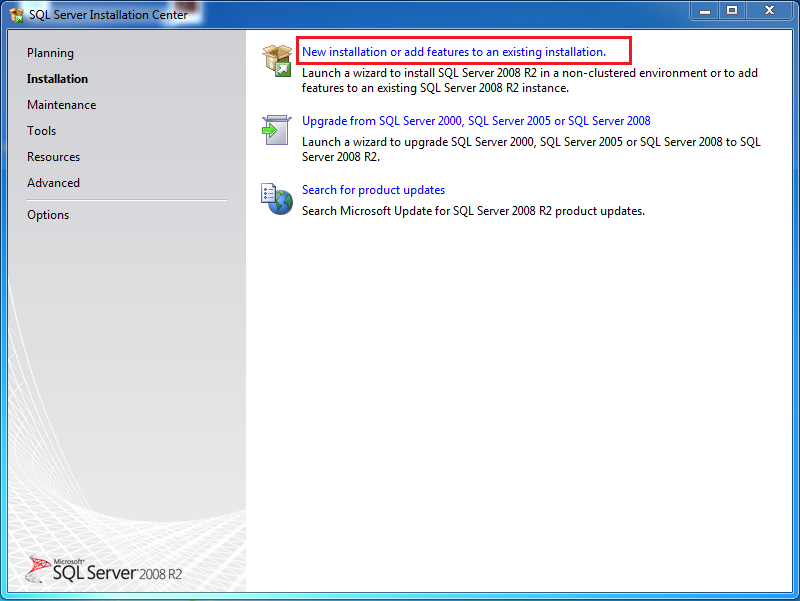 SQL Server Installation Center
Planning
Installation
Maintenance
Tools
Resources
Advanced
Options
New installation or add features to an existing installation.
Launch a wizard to install SQL Server 2008 R2 in a non-clustered environment or to add
features to an existing SQL Server 2008 R2 instance.
Upgrade from SQL Server 2000, SQL Server 2005 or SQL Server 2008
Launch a wizard to upgrade SQL Server 2000, SQL Server 2005 or SQL Server 2008 to SQL
Server 2008 R2.
Search for product updates
Search Microsoft Update for SQL Server 2008 R2 product updates.
Microsoft®
SQL Server 2008 R2